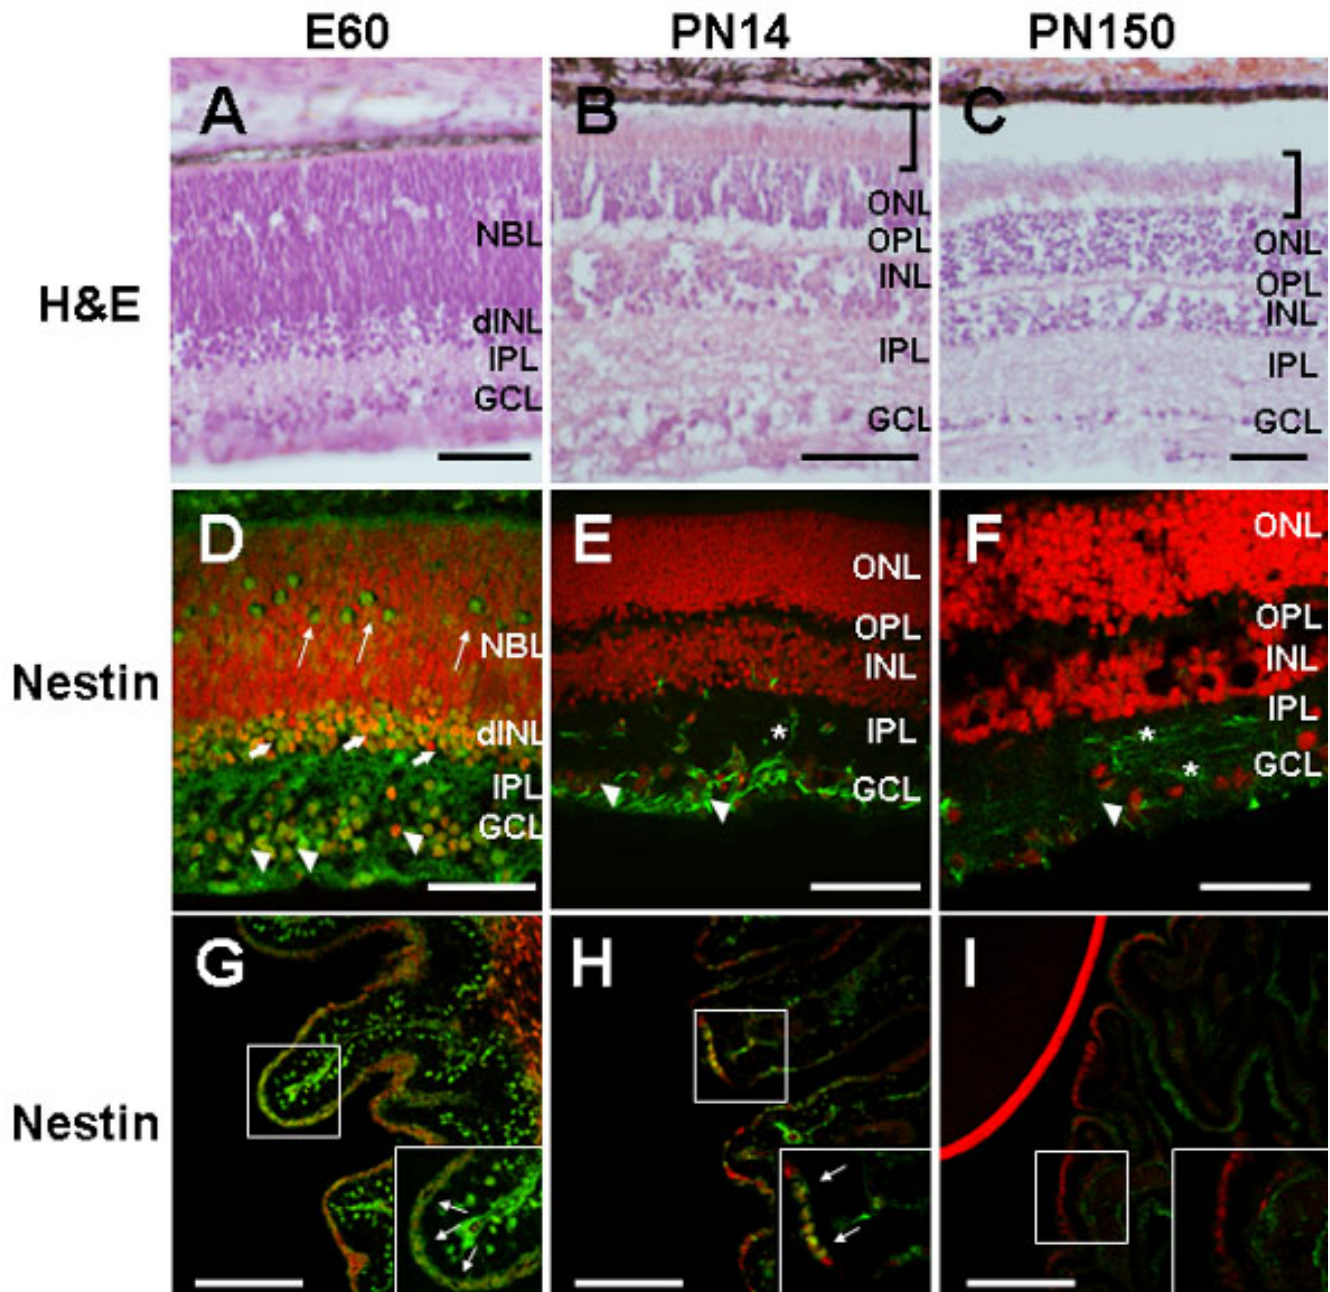 E60 PN14 PN150
H&E
A
NBL
dINL
IPL
GCL
B
ONL
OPL
INL
IPL
GCL
C
ONL
OPL
INL
IPL
GCL
Nestin
D
NBL
dINL
IPL
GCL
E
ONL
OPL
INL
IPL
* 
GCL
F
ONL
OPL
INL
IPL
*
GCL
*
Nestin
G
H
I